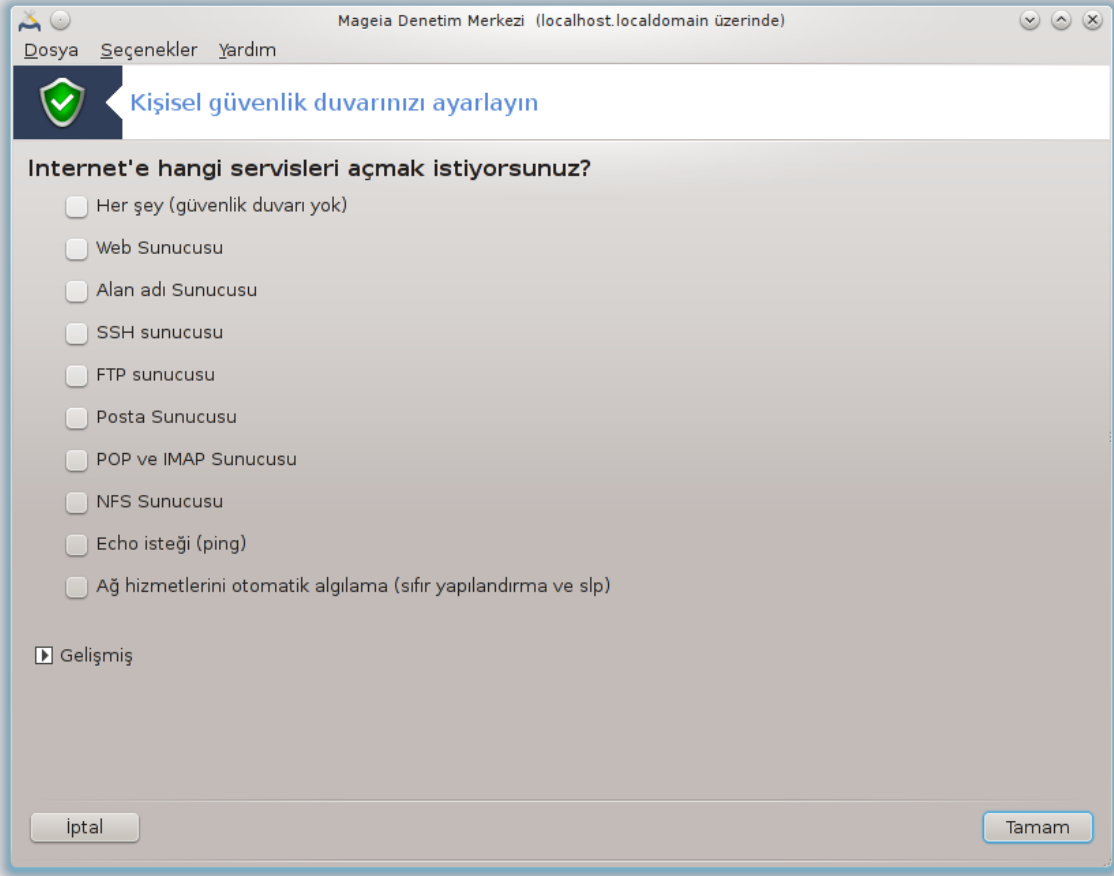 Mageia Denetim Merkezi (localhost.localdomain üzerinde)
Dosya Seçenekler Yardım
Kişisel güvenlik duvarınızı ayarlayın
Internet'e hangi servisleri açmak istiyorsunuz?
Her şey (güvenlik duvarı yok)
Web Sunucusu
Alan adı Sunucusu
SSH sunucusu
FTP sunucusu
Posta Sunucusu
POP ve IMAP Sunucusu
NFS Sunucusu
Echo isteği (ping)
Ağ hizmetlerini otomatik algılama (sıfır yapılandırma ve slp)
Gelişmiş
İptal Tamam